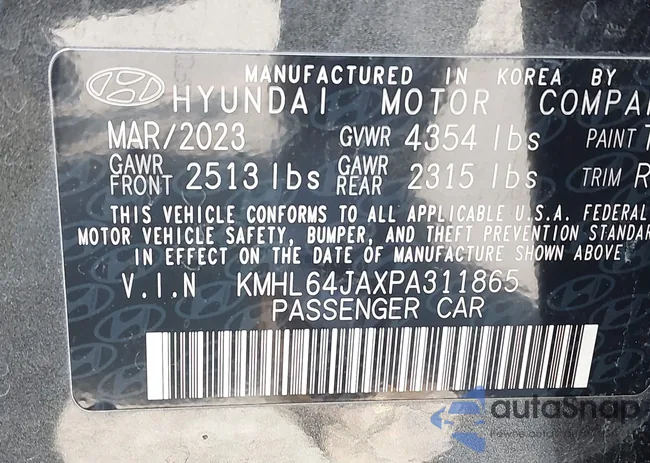 MANUFACTURED IN KOREA BY
HYUNDAI MOTOR COMPA
MAR/2023 GVWR 4354 lbs PAINT T
GAWR FRONT 2513 lbs GAWR REAR 2315 lbs TRIM R
THIS VEHICLE CONFORMS TO ALL APPLICABLE U.S.A. FEDERAL
MOTOR VEHICLE SAFETY, BUMPER, AND THEFT PREVENTION STANDAR
IN EFFECT ON THE DATE OF MANUFACTURE SHOWN ABOVE.
V.I.N KMHL64JAXPA311865
PASSENGER CAR
autoSnap